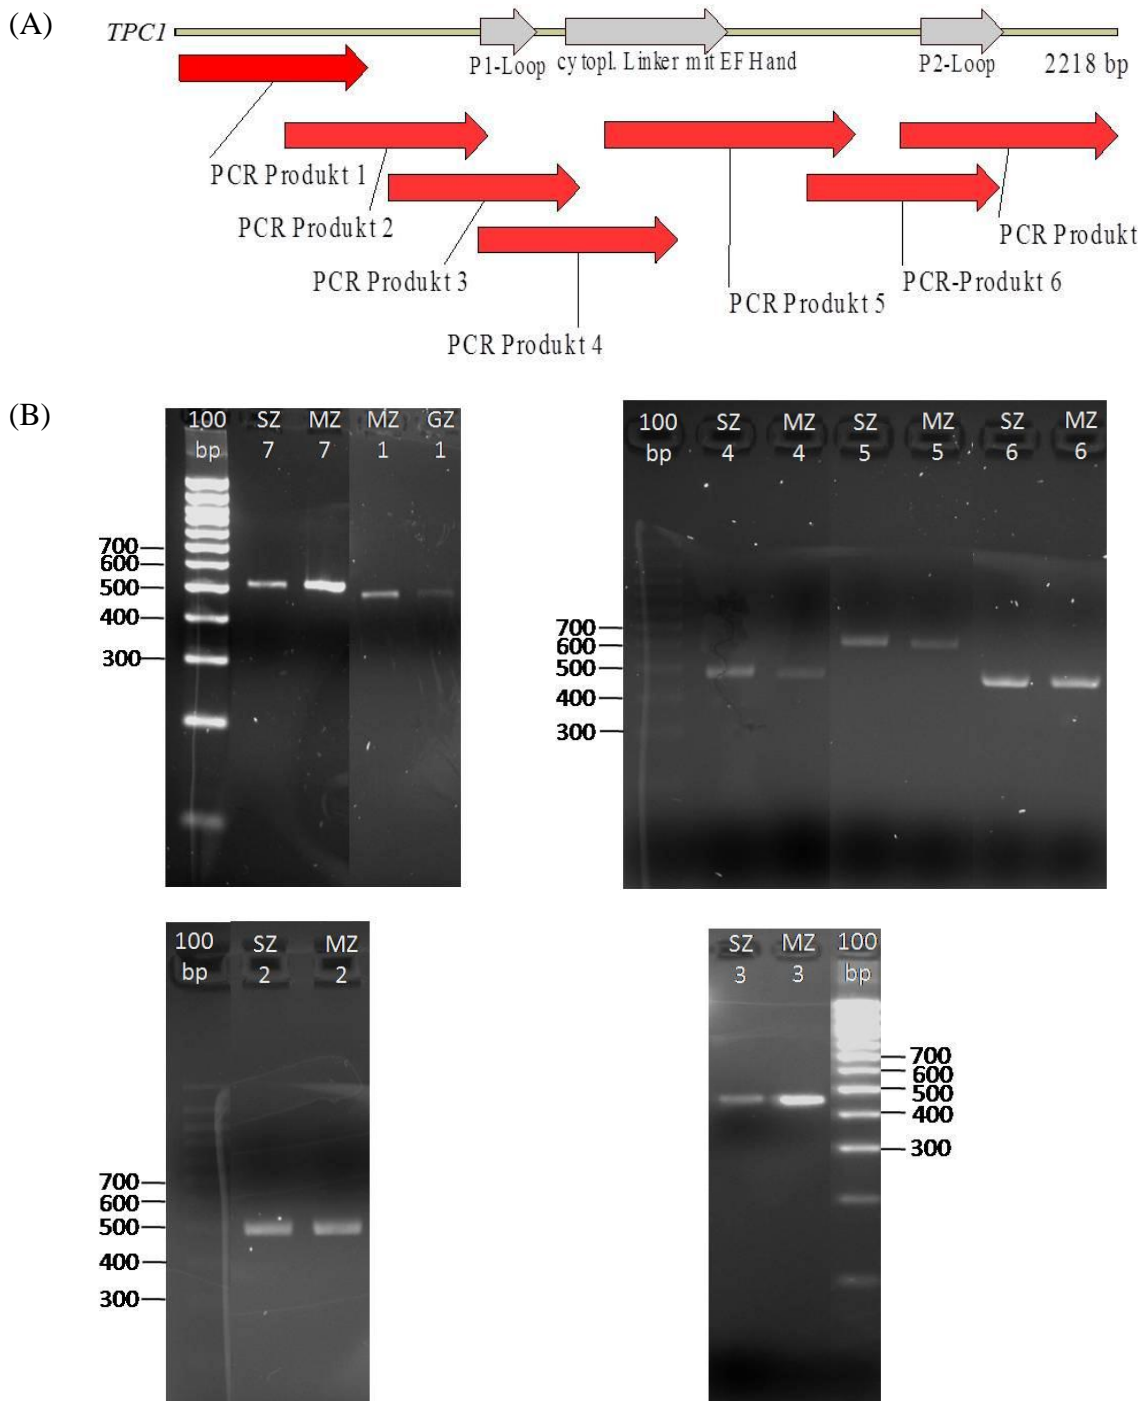 (A)
TPC1
P1-Loop
cytopl. Linker mit EF Hand
P2-Loop
2218 bp
PCR Produkt 1
PCR Produkt 2
PCR Produkt 3
PCR Produkt 4
PCR Produkt 5
PCR-Produkt 6
PCR Produkt
(B)
100 bp
SZ 7
MZ 7
MZ 1
GZ 1
700
600
500
400
300
100 bp
SZ 4
MZ 4
SZ 5
MZ 5
SZ 6
MZ 6
700
600
500
400
300
100 bp
SZ 2
MZ 2
700
600
500
400
300
SZ 3
MZ 3
100 bp
700
600
500
400
300